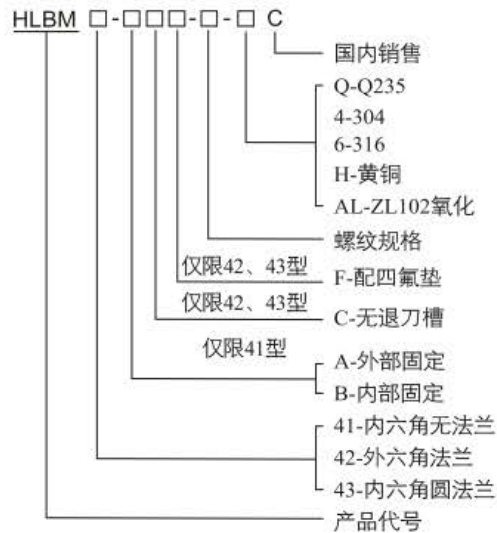 HLBM □-□□□-□-□ C
国内销售
Q-Q235
4-304
6-316
H-黄铜
AL-ZL102氧化
螺纹规格
仅限42、43型
F-配四氟垫
仅限42、43型
C-无退刀槽
仅限41型
A-外部固定
B-内部固定
41-内六角无法兰
42-外六角法兰
43-内六角圆法兰
产品代号